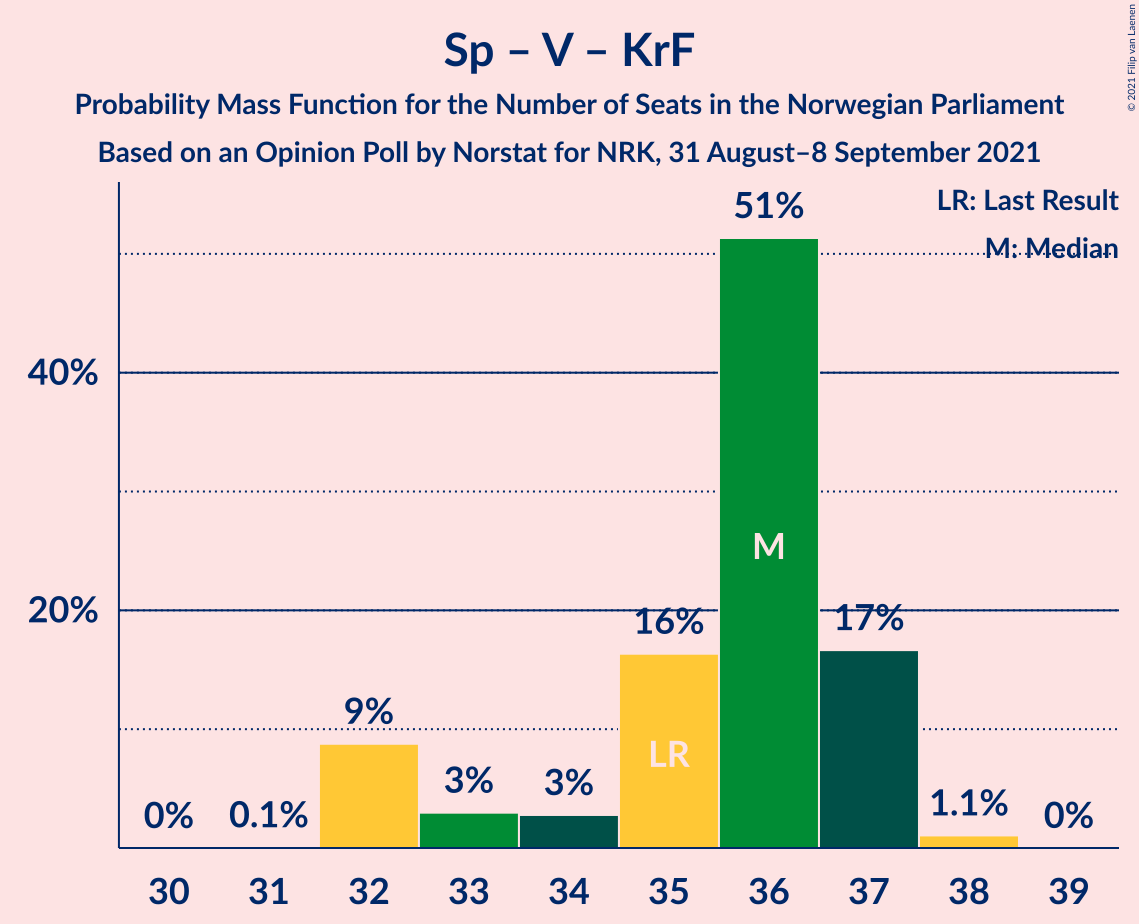 Sp – V – KrF
Probability Mass Function for the Number of Seats in the Norwegian Parliament
Based on an Opinion Poll by Norstat for NRK, 31 August–8 September 2021
© 2021 Filip van Laenen
LR: Last Result
M: Median
51%
40%
M
20%
16%
17%
9%
LR
3%
3%
0%
0.1%
1.1%
0%
30 31 32 33 34 35 36 37 38 39